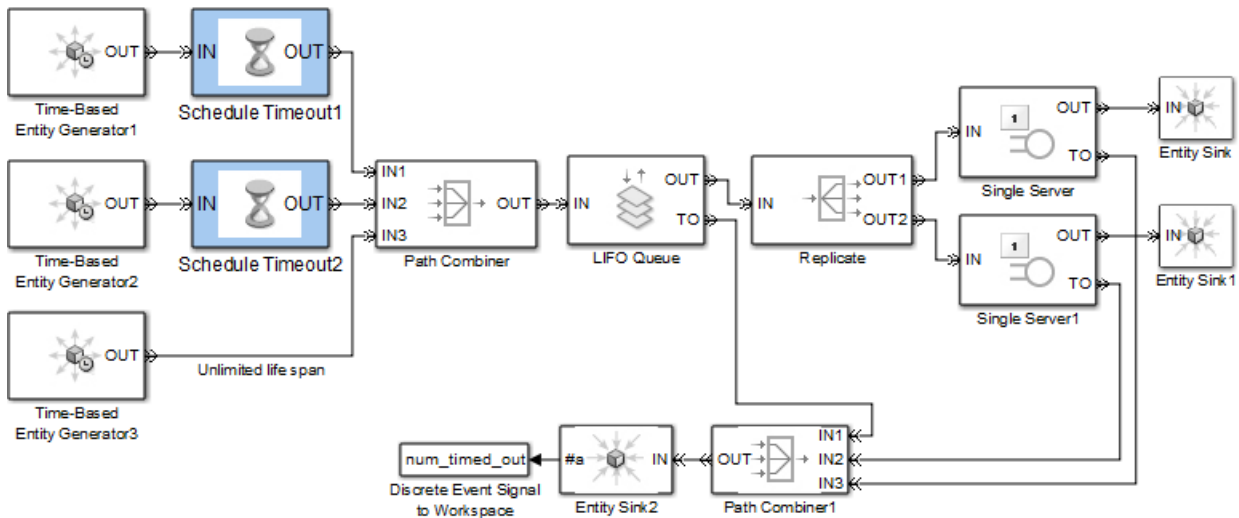 OUT
IN
OUT
OUT
IN
Schedule Timeout1
Time-Based
Entity Generator1
Entity Sink
TO
IN
Single Server
OUT
IN
OUT
IN1
IN2
OUT
IN3
Path Combiner
IN
OUT
TO
LIFO Queue
IN
OUT1
OUT2
Replicate
Schedule Timeout2
Time-Based
Entity Generator2
OUT
IN
Entity Sink1
IN
TO
Single Server1
OUT
Unlimited life span
Time-Based
Entity Generator3
num_timed_out
Discrete Event Signal
to Workspace
#a
IN
Entity Sink2
OUT
IN1
IN2
IN3
Path Combiner1
1
1